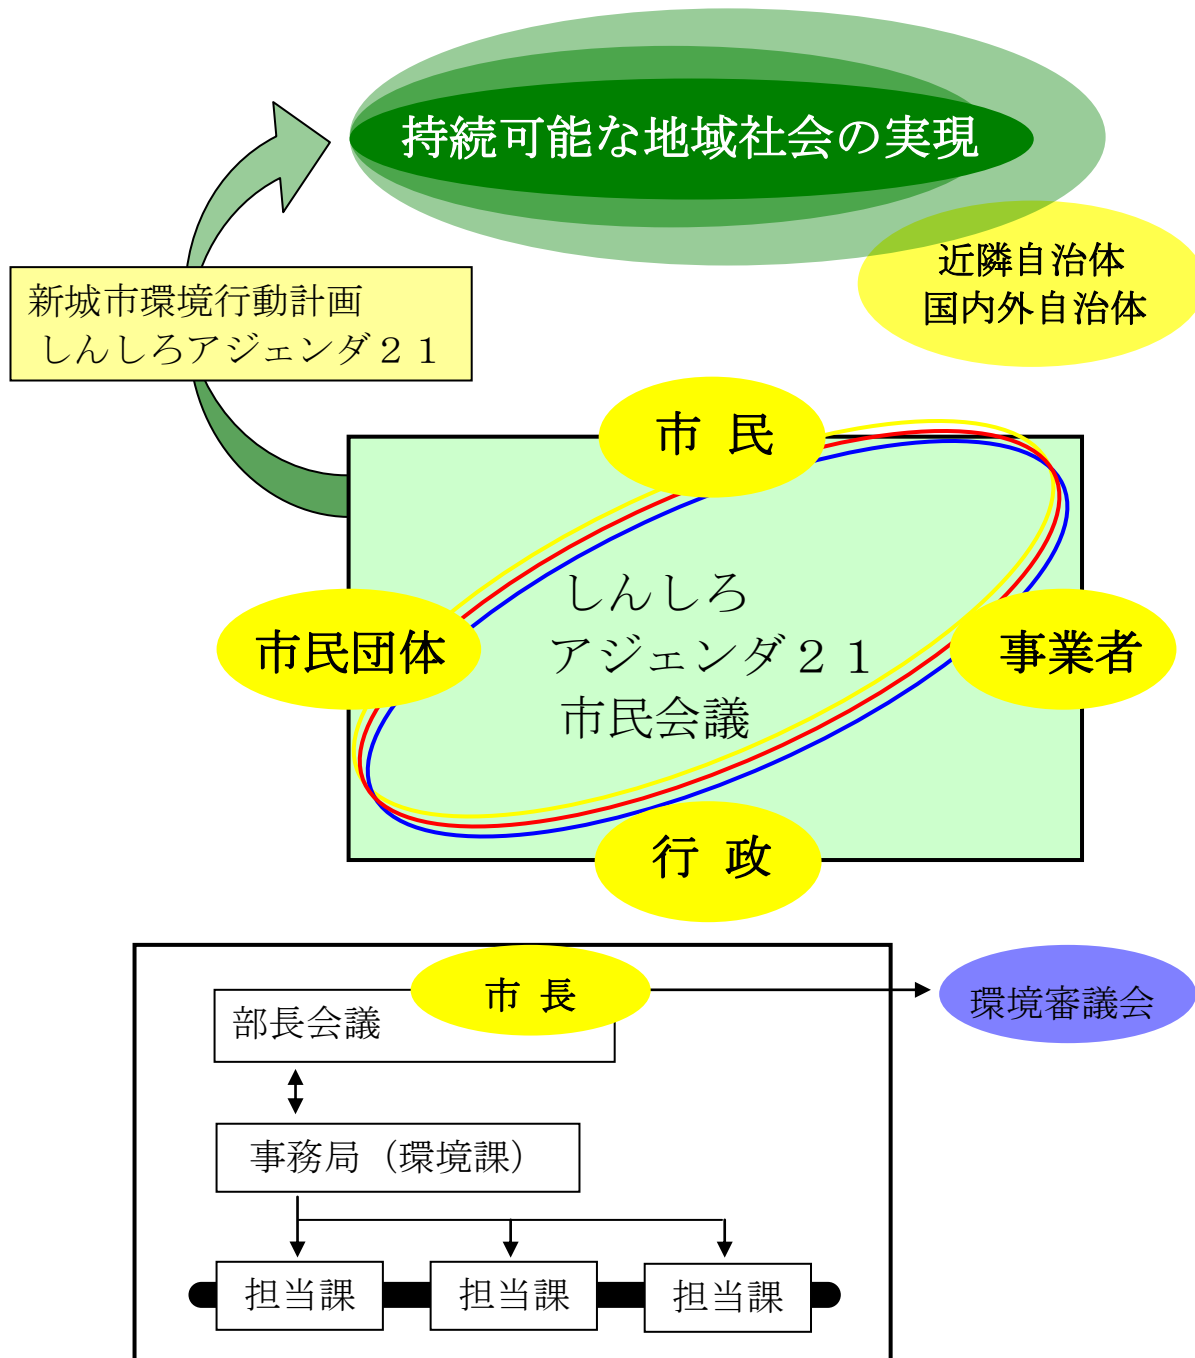 持続可能な地域社会の実現
近隣自治体
国内外自治体
新城市環境行動計画
しんしろアジェンダ２１
市 民
しんしろ
アジェンダ２１
市民会議
市民団体
事業者
行 政
市 長
部長会議
環境審議会
事務局（環境課）
担当課
担当課
担当課